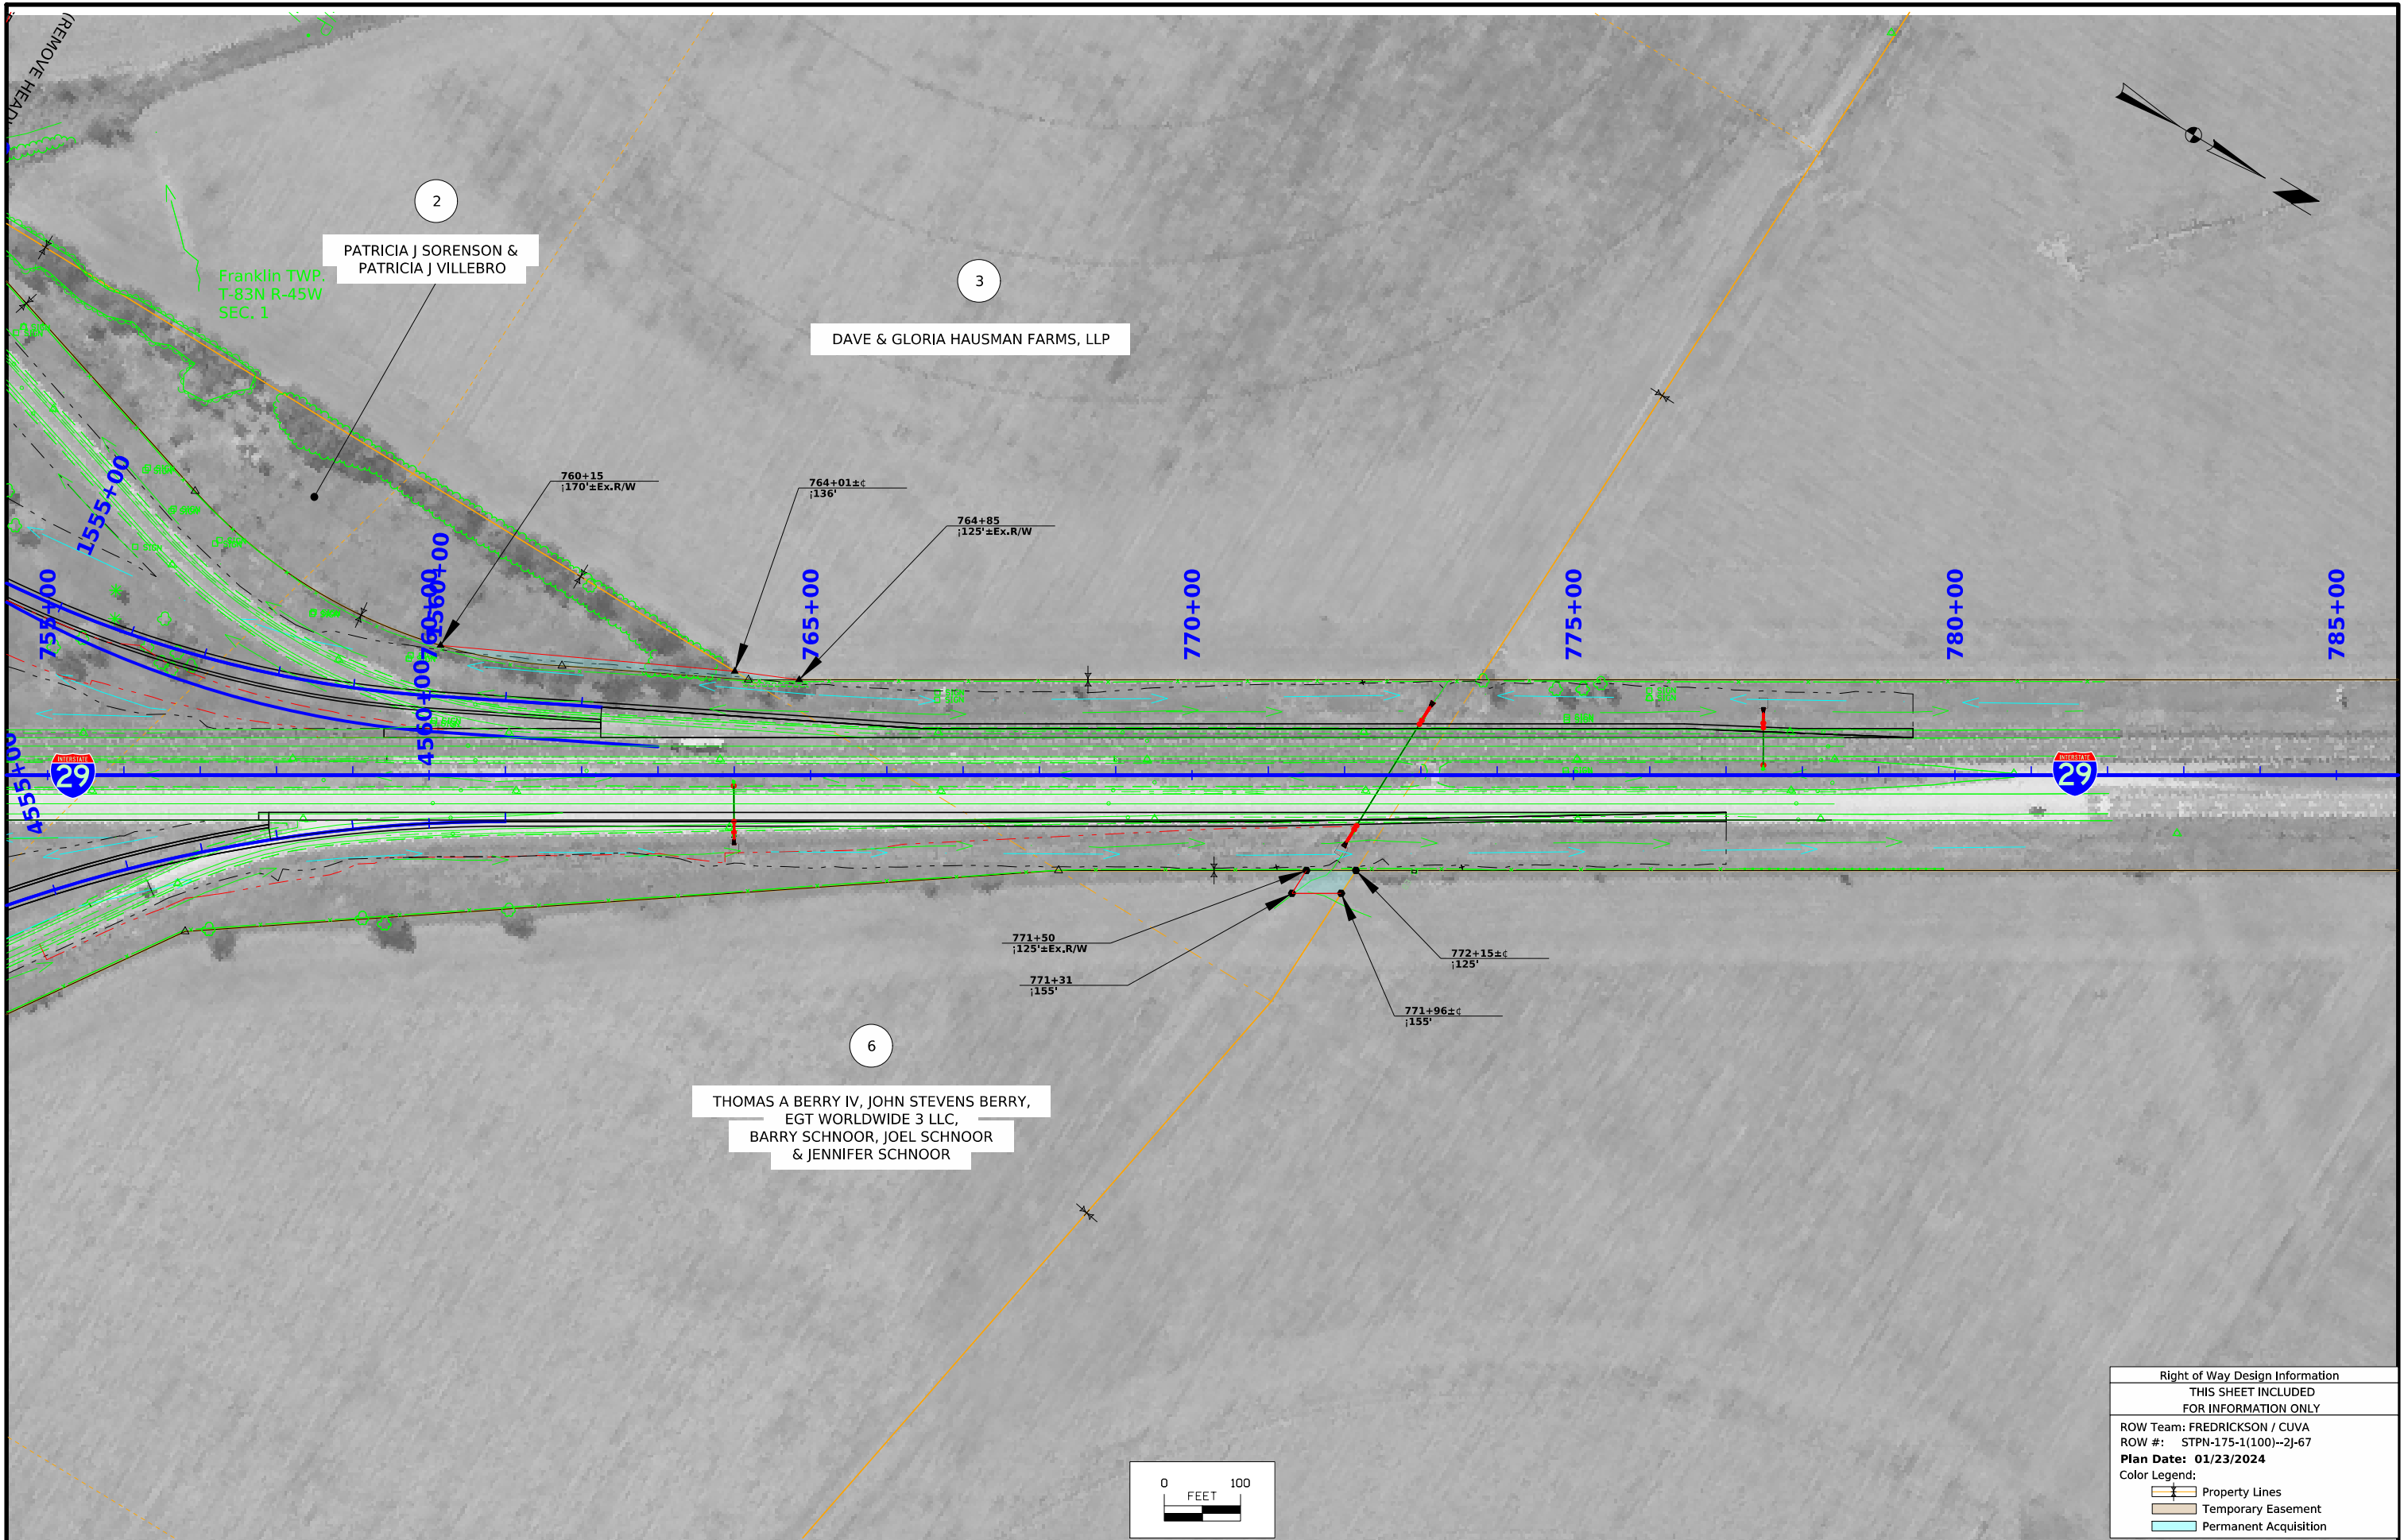 (REMOVE HEAD
2
PATRICIA J SORENSON &
PATRICIA J VILLEBRO
Franklin TWP.
T-83N R-45W
SEC. 1
3
DAVE & GLORIA HAUSMAN FARMS, LLP
760+15
¡170'±Ex.R/W
764+01±¢
¡136'
764+85
¡125'±Ex.R/W
1555+00
755+00
760+00
1560+00
765+00
770+00
775+00
780+00
785+00
4560+00
4555+00
INTERSTATE
29
INTERSTATE
29
771+50
¡125'±Ex.R/W
771+31
¡155'
772+15±¢
¡125'
771+96±¢
¡155'
6
THOMAS A BERRY IV, JOHN STEVENS BERRY,
EGT WORLDWIDE 3 LLC,
BARRY SCHNOOR, JOEL SCHNOOR
& JENNIFER SCHNOOR
0 100
FEET
Right of Way Design Information
THIS SHEET INCLUDED
FOR INFORMATION ONLY
ROW Team: FREDRICKSON / CUVA
ROW #: STPN-175-1(100)--2J-67
Plan Date: 01/23/2024
Color Legend:
Property Lines
Temporary Easement
Permanent Acquisition